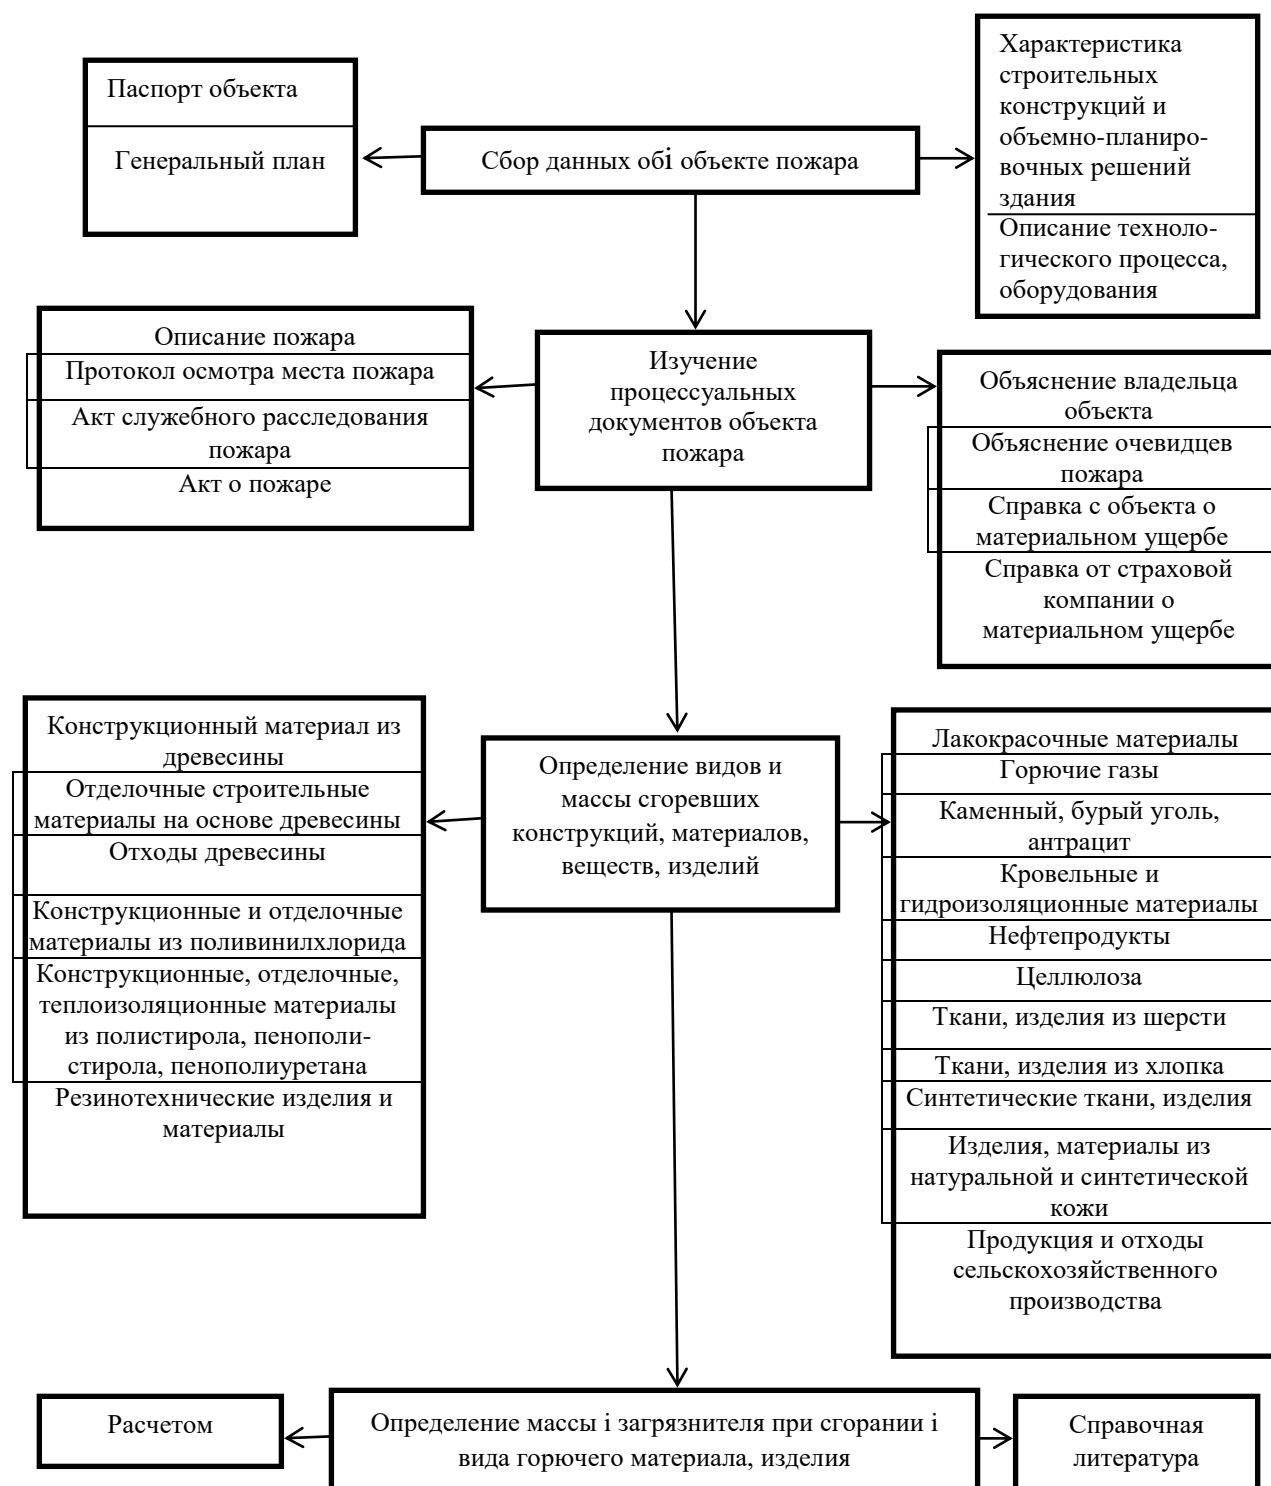 Паспорт объекта
Генеральный план
Сбор данных обi объекте пожара
Характеристика
строительных
конструкций и
объемно-планиро-
вочных решений
здания
Описание техноло-
гического процесса,
оборудования
Описание пожара
Протокол осмотра места пожара
Акт служебного расследования
пожара
Акт о пожаре
Изучение
процессуальных
документов объекта
пожара
Объяснение владельца
объекта
Объяснение очевидцев
пожара
Справка с объекта о
материальном ущербе
Справка от страховой
компании о
материальном ущербе
Конструкционный материал из
древесины
Отделочные строительные
материалы на основе древесины
Отходы древесины
Конструкционные и отделочные
материалы из поливинилхлорида
Конструкционные, отделочные,
теплоизоляционные материалы
из полистирола, пенополи-
стирола, пенополиуретана
Резинотехнические изделия и
материалы
Определение видов и
массы сгоревших
конструкций, материалов,
веществ, изделий
Лакокрасочные материалы
Горючие газы
Каменный, бурый уголь,
антрацит
Кровельные и
гидроизоляционные материалы
Нефтепродукты
Целлюлоза
Ткани, изделия из шерсти
Ткани, изделия из хлопка
Синтетические ткани, изделия
Изделия, материалы из
натуральной и синтетической
кожи
Продукция и отходы
сельскохозяйственного
производства
Расчетом
Определение массы i загрязнителя при сгорании i
вида горючего материала, изделия
Справочная
литература